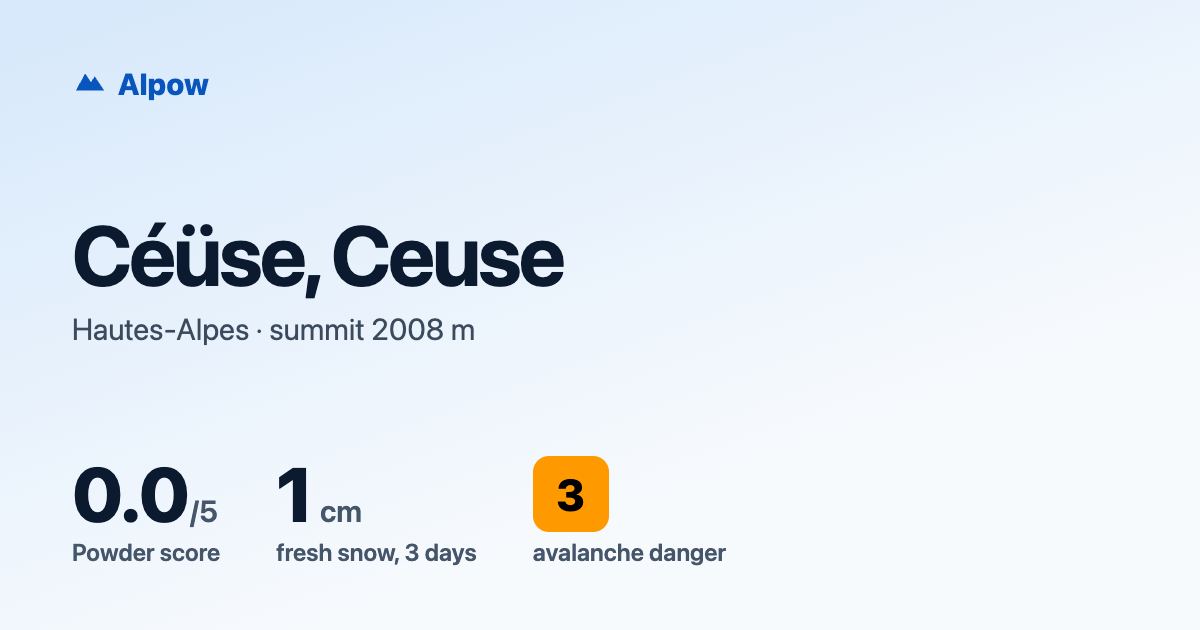 Alpow
Céüse, Ceuse
Hautes-Alpes · summit 2008 m
0.0/5 1 cm 3
Powder score fresh snow, 3 days avalanche danger